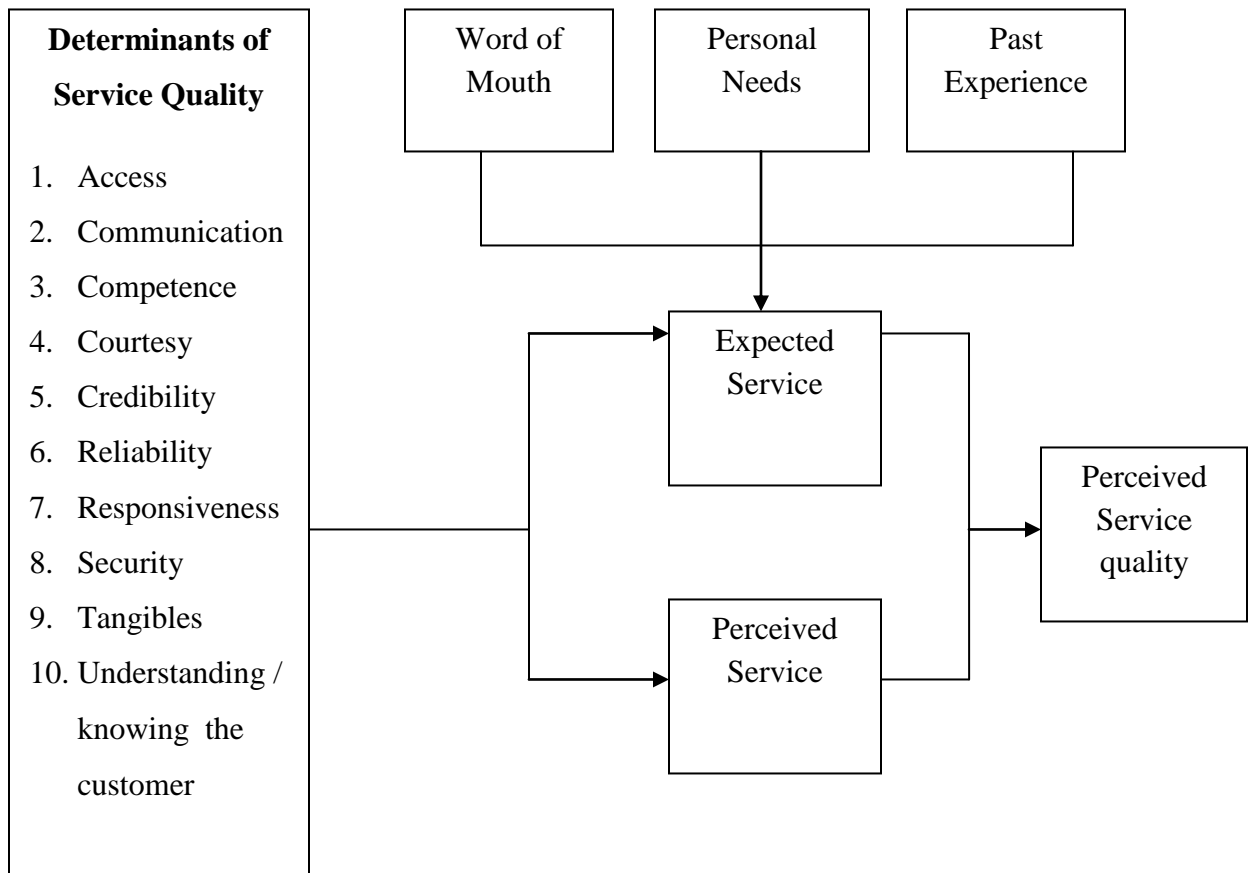 Determinants of
Service Quality
1. Access
2. Communication
3. Competence
4. Courtesy
5. Credibility
6. Reliability
7. Responsiveness
8. Security
9. Tangibles
10. Understanding /
knowing the
customer
Word of
Mouth
Personal
Needs
Past
Experience
Expected
Service
Perceived
Service
Perceived
Service
quality